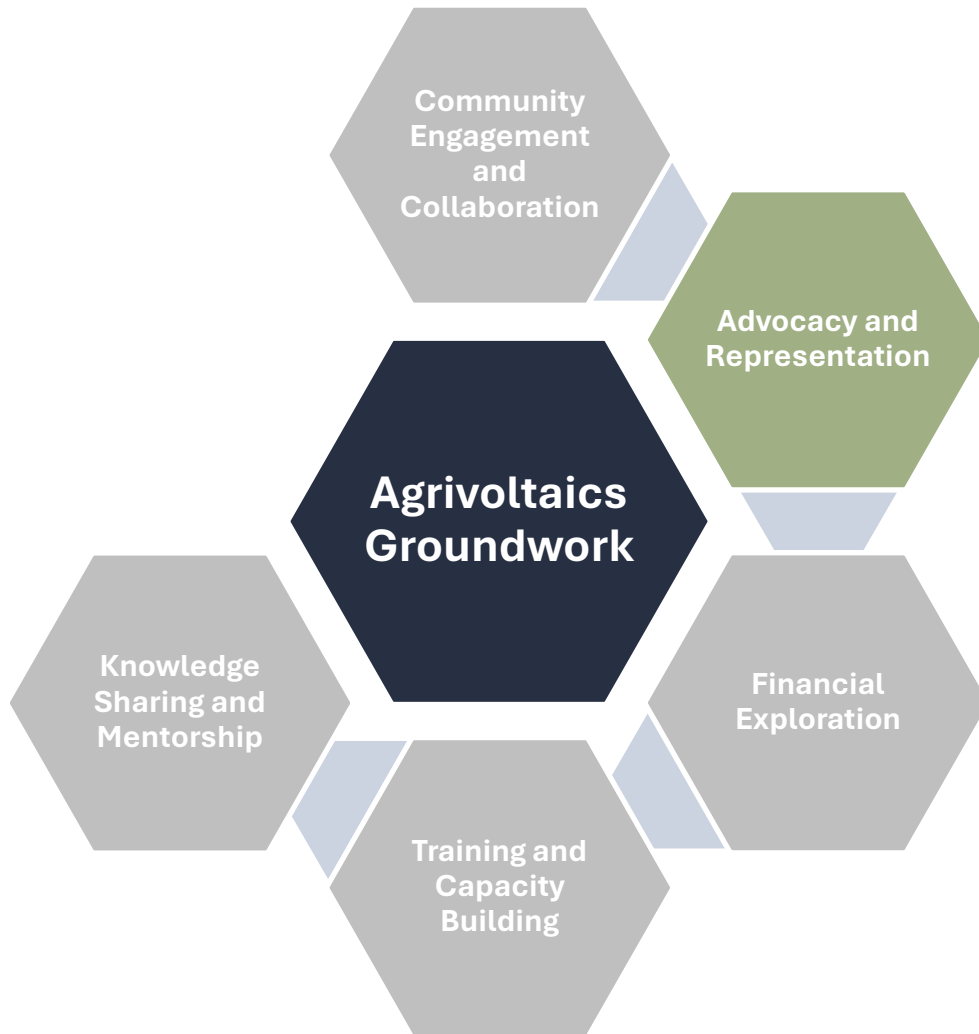 Community
Engagement
and
Collaboration
Advocacy and
Representation
Agrivoltaics
Groundwork
Financial
Exploration
Knowledge
Sharing and
Mentorship
Training and
Capacity
Building